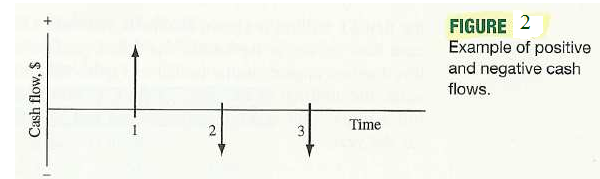 +
Cash flow, $
–
1
2
3
Time
FIGURE 2
Example of positive
and negative cash
flows.